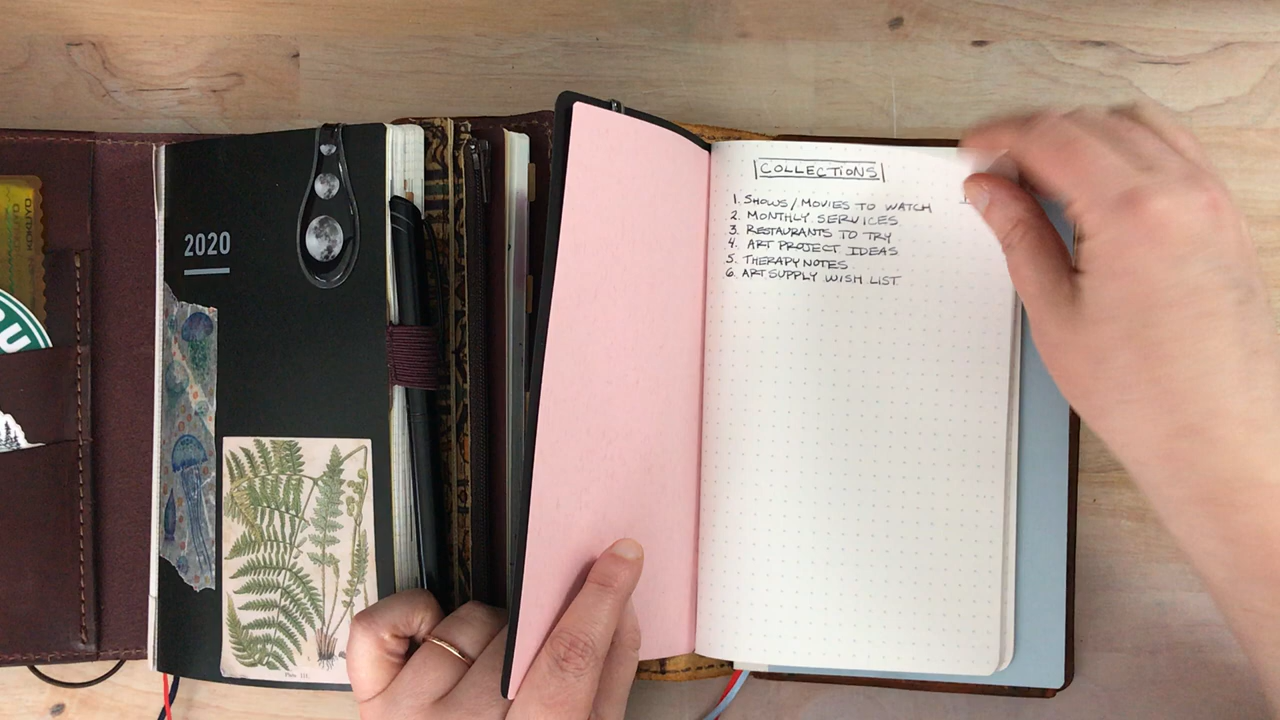 2020
COLLECTIONS
1. SHOWS / MOVIES TO WATCH
2. MONTHLY SERVICES
3. RESTAURANTS TO TRY
4. ART PROJECT IDEAS
5. THERAPY NOTES
6. ART SUPPLY WISH LIST